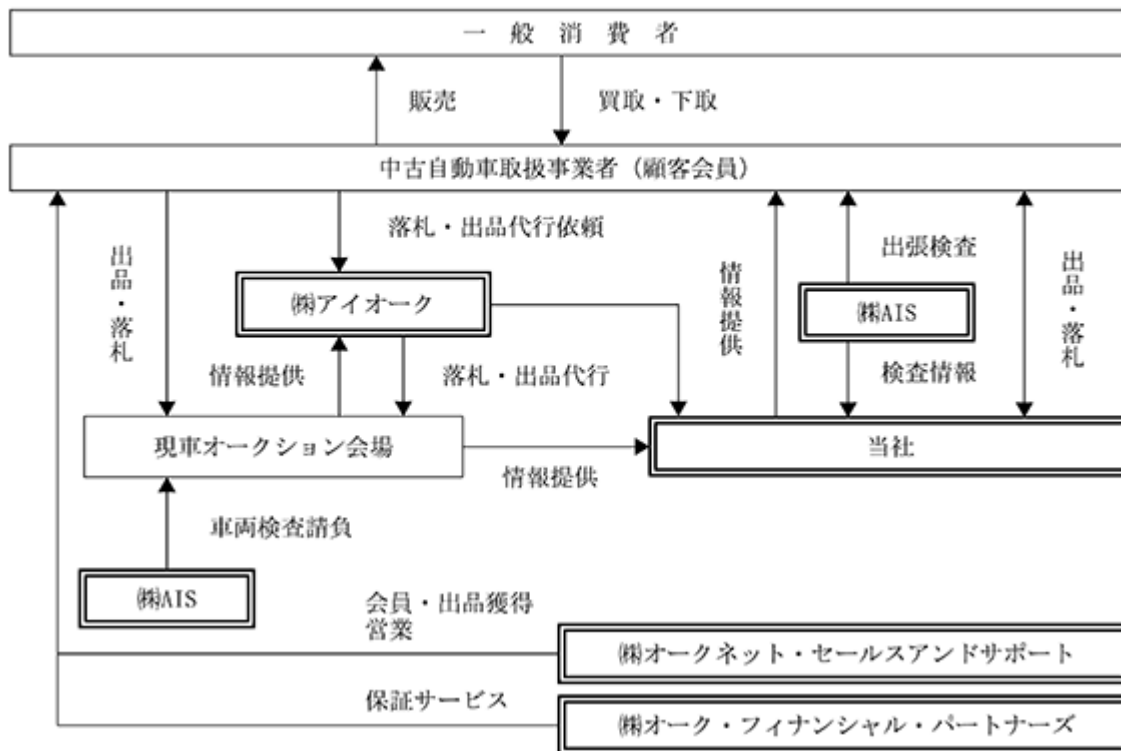 一般消費者
販売
買取・下取
中古自動車取扱事業者（顧客会員）
出品・落札
落札・出品代行依頼
㈱アイオーク
情報提供
落札・出品代行
情報提供
出張検査
㈱AIS
検査情報
出品・落札
現車オークション会場
情報提供
当社
車両検査請負
㈱AIS
会員・出品獲得
営業
㈱オークネット・セールスアンドサポート
保証サービス
㈱オーク・フィナンシャル・パートナーズ